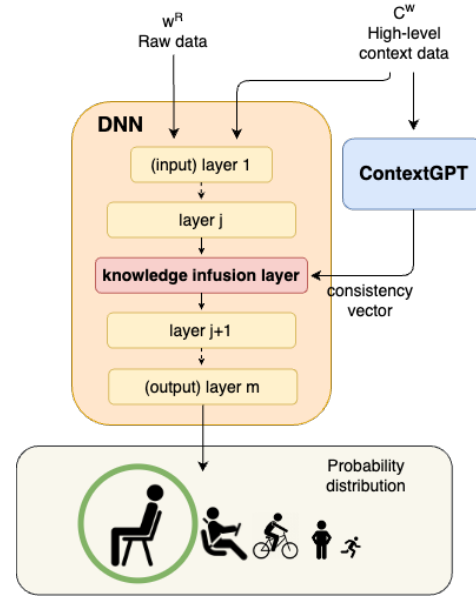 w^R
Raw data
C^w
High-level
context data
DNN
(input) layer 1
ContextGPT
layer j
knowledge infusion layer
consistency
vector
layer j+1
(output) layer m
Probability
distribution